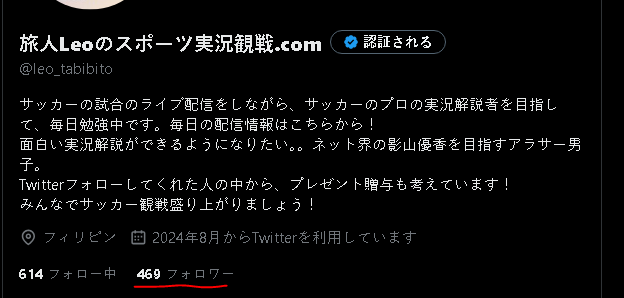 旅人Leoのスポーツ実況観戦.com 認証される
@leo_tabibito
サッカーの試合のライブ配信をしながら、サッカーのプロの実況解説者を目指し
て、毎日勉強中です。毎日の配信情報はこちらから！
面白い実況解説ができるようになりたい。。ネット界の影山優香を目指すアラサー男
子。
Twitterフォローしてくれた人の中から、プレゼント贈与も考えています！
みんなでサッカー観戦盛り上がりましょう！
フィリピン 2024年8月からTwitterを利用しています
614 フォロー中 469 フォロワー